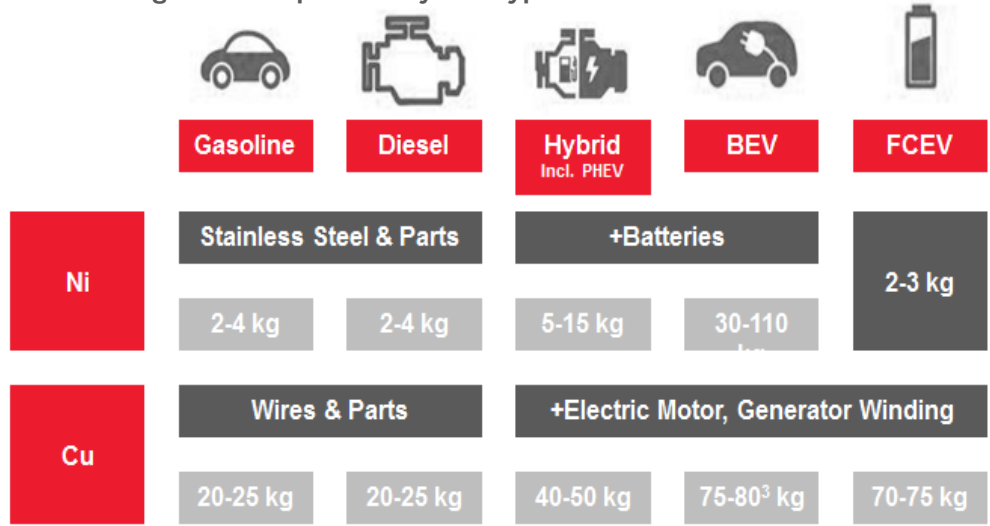 Gasoline Diesel Hybrid BEV FCEV
Incl. PHEV
Stainless Steel & Parts +Batteries
Ni 2-3 kg
2-4 kg 2-4 kg 5-15 kg 30-110
kg
Wires & Parts +Electric Motor, Generator Winding
Cu
20-25 kg 20-25 kg 40-50 kg 75-80³ kg 70-75 kg